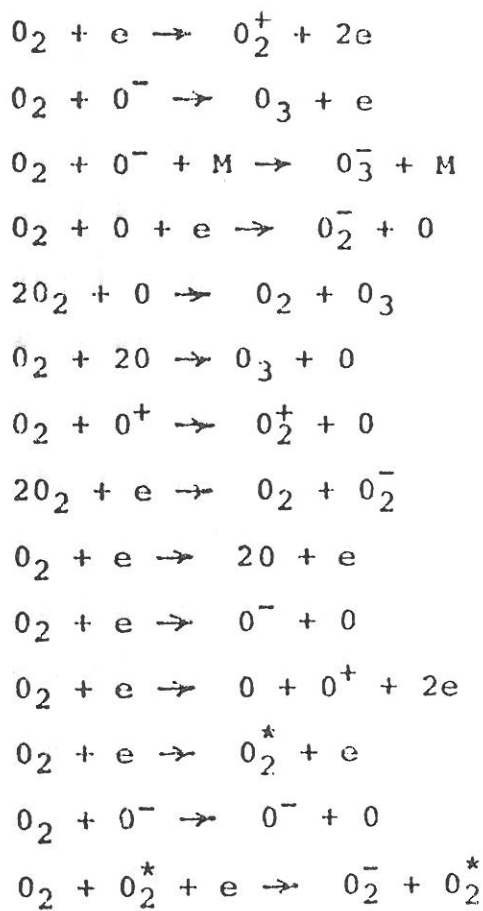 O₂ + e → O₂⁺ + 2e
O₂ + O⁻ → O₃ + e
O₂ + O⁻ + M → O₃⁻ + M
O₂ + O + e → O₂⁻ + O
2O₂ + O → O₂ + O₃
O₂ + 2O → O₃ + O
O₂ + O⁺ → O₂⁺ + O
2O₂ + e → O₂ + O₂⁻
O₂ + e → 2O + e
O₂ + e → O⁻ + O
O₂ + e → O + O⁺ + 2e
O₂ + e → O₂* + e
O₂ + O⁻ → O⁻ + O
O₂ + O₂* + e → O₂⁻ + O₂*